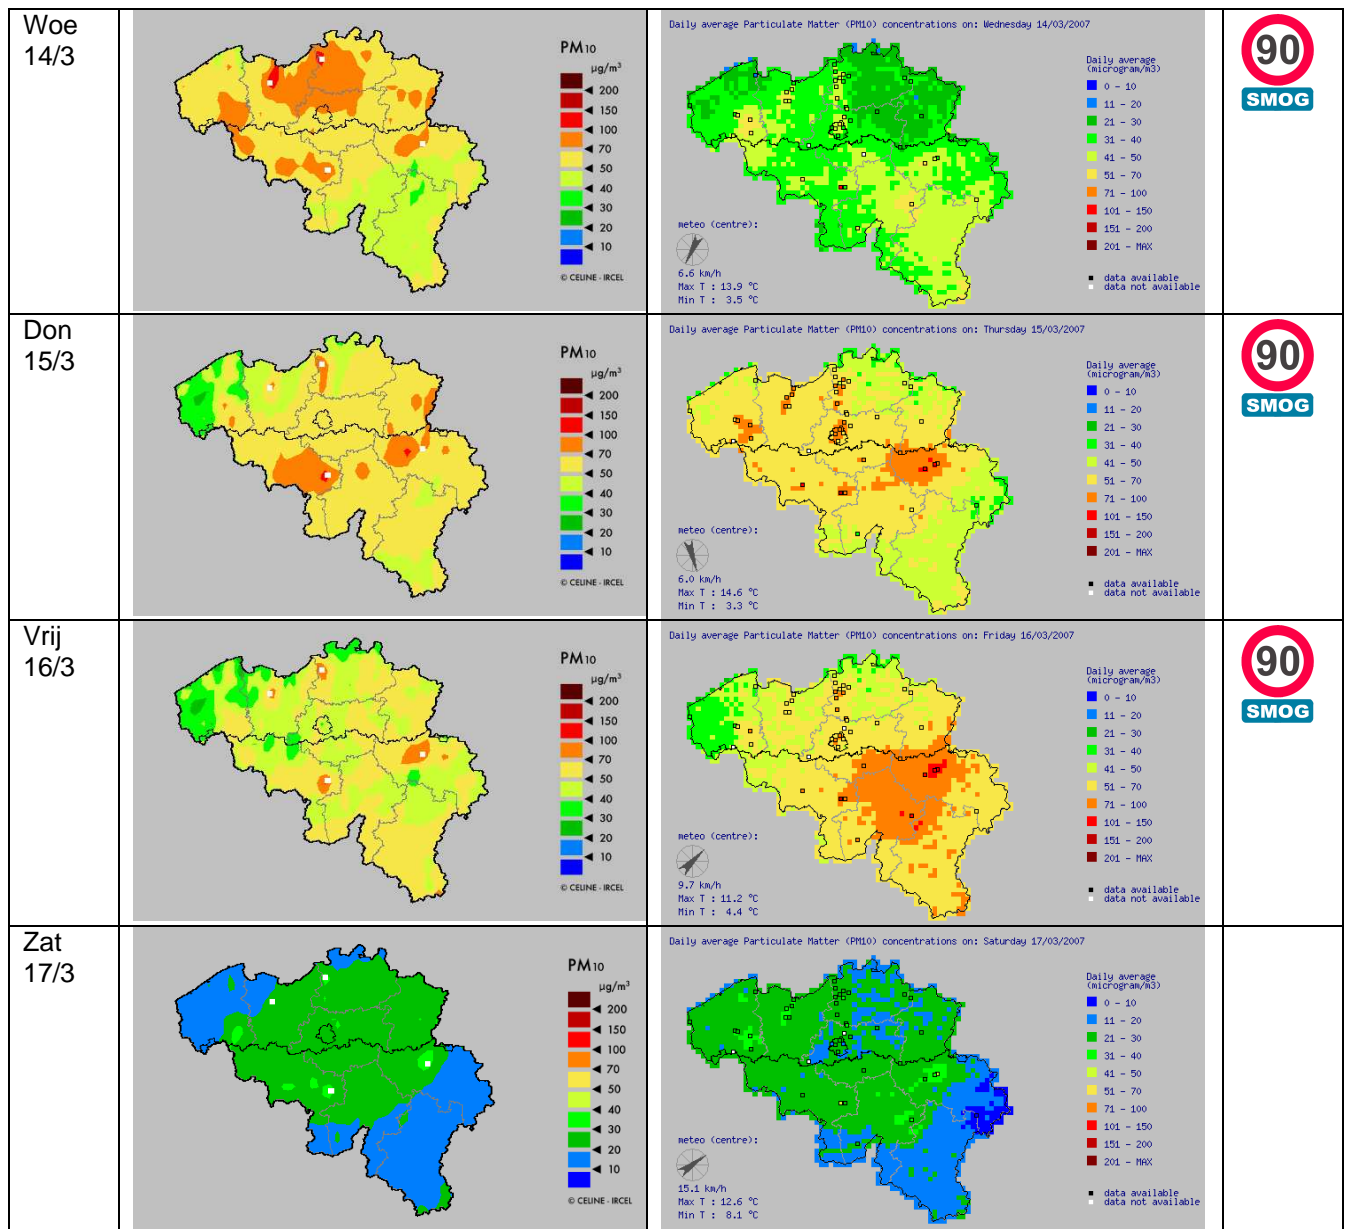 Woe
14/3
PM10
µg/m³
200
150
100
70
50
40
30
20
10
© CELINE - IRCEL
Daily average Particulate Matter (PM10) concentrations on: Wednesday 14/03/2007
Daily average
(microgram/m3)
0 - 10
11 - 20
21 - 30
31 - 40
41 - 50
51 - 70
71 - 100
101 - 150
151 - 200
201 - MAX
data available
data not available
meteo (centre):
6.6 km/h
Max T : 13.9 °C
Min T : 3.5 °C
90
SMOG
Don
15/3
PM10
µg/m³
200
150
100
70
50
40
30
20
10
© CELINE - IRCEL
Daily average Particulate Matter (PM10) concentrations on: Thursday 15/03/2007
Daily average
(microgram/m3)
0 - 10
11 - 20
21 - 30
31 - 40
41 - 50
51 - 70
71 - 100
101 - 150
151 - 200
201 - MAX
data available
data not available
meteo (centre):
6.0 km/h
Max T : 14.6 °C
Min T : 3.3 °C
90
SMOG
Vrij
16/3
PM10
µg/m³
200
150
100
70
50
40
30
20
10
© CELINE - IRCEL
Daily average Particulate Matter (PM10) concentrations on: Friday 16/03/2007
Daily average
(microgram/m3)
0 - 10
11 - 20
21 - 30
31 - 40
41 - 50
51 - 70
71 - 100
101 - 150
151 - 200
201 - MAX
data available
data not available
meteo (centre):
9.7 km/h
Max T : 11.2 °C
Min T : 4.4 °C
90
SMOG
Zat
17/3
PM10
µg/m³
200
150
100
70
50
40
30
20
10
© CELINE - IRCEL
Daily average Particulate Matter (PM10) concentrations on: Saturday 17/03/2007
Daily average
(microgram/m3)
0 - 10
11 - 20
21 - 30
31 - 40
41 - 50
51 - 70
71 - 100
101 - 150
151 - 200
201 - MAX
data available
data not available
meteo (centre):
15.1 km/h
Max T : 12.6 °C
Min T : 8.1 °C